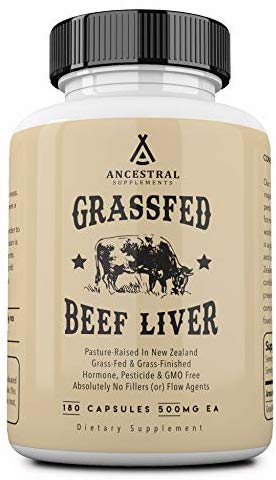 ANCESTRAL
SUPPLEMENTS
GRASSFED
BEEF LIVER
Pasture-Raised In New Zealand
Grass-Fed & Grass-Finished
Hormone, Pesticide & GMO Free
Absolutely No Fillers (or) Flow Agents
180 CAPSULES 500MG EA
Dietary Supplement